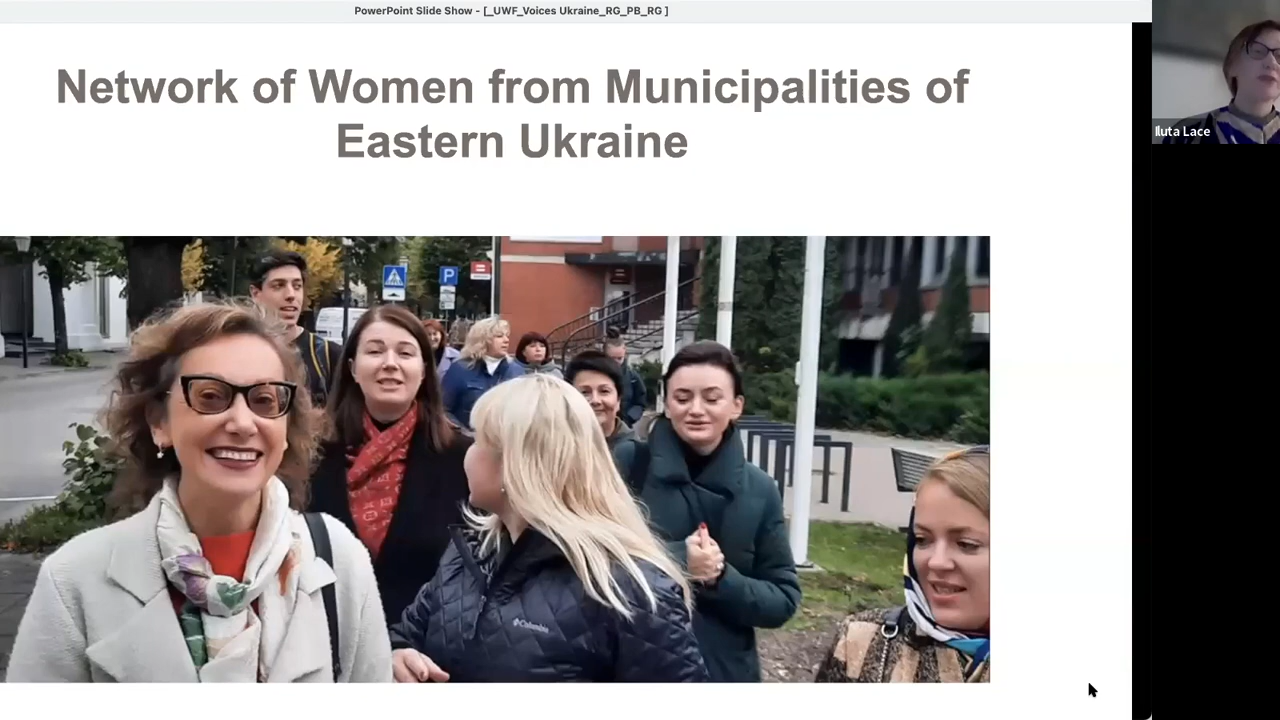 PowerPoint Slide Show - [_UWF_Voices Ukraine_RG_PB_RG ]
Network of Women from Municipalities of
Eastern Ukraine
Iluta Lace
P
Columbia